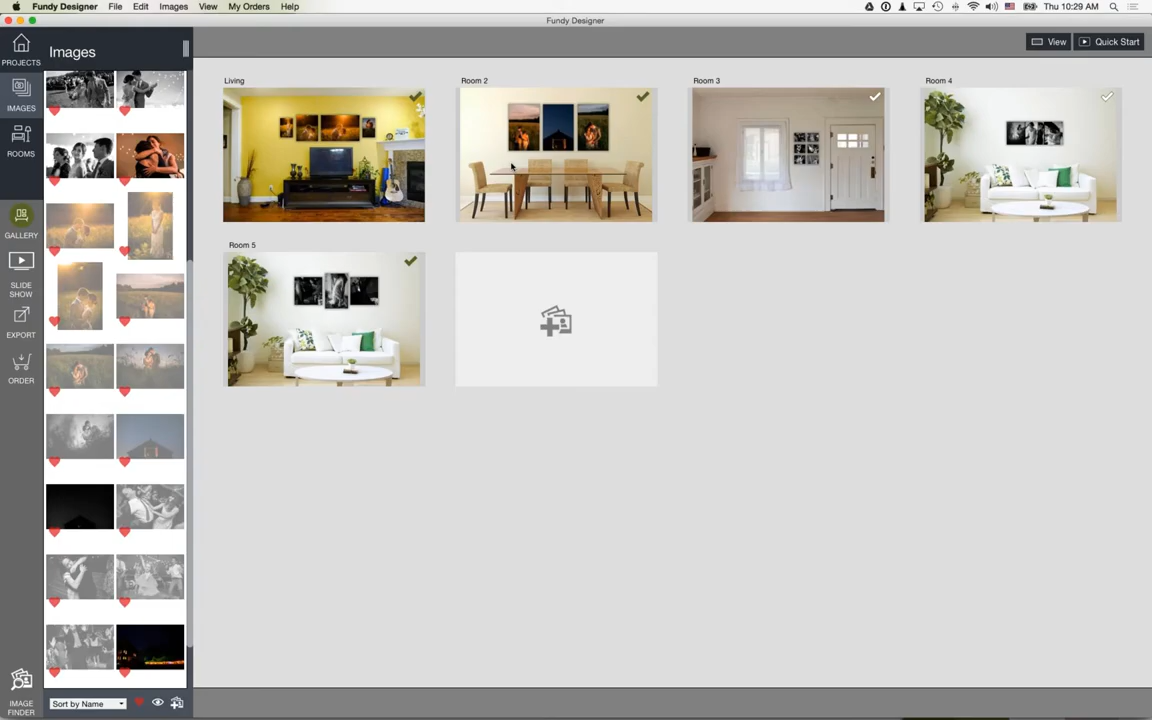 Fundy Designer File Edit Images View My Orders Help
Thu 10:29 AM
Fundy Designer
PROJECTS
IMAGES
ROOMS
GALLERY
SLIDE
SHOW
EXPORT
ORDER
IMAGE
FINDER
Images
Sort by Name
View
Quick Start
Living
Room 2
Room 3
Room 4
Room 5